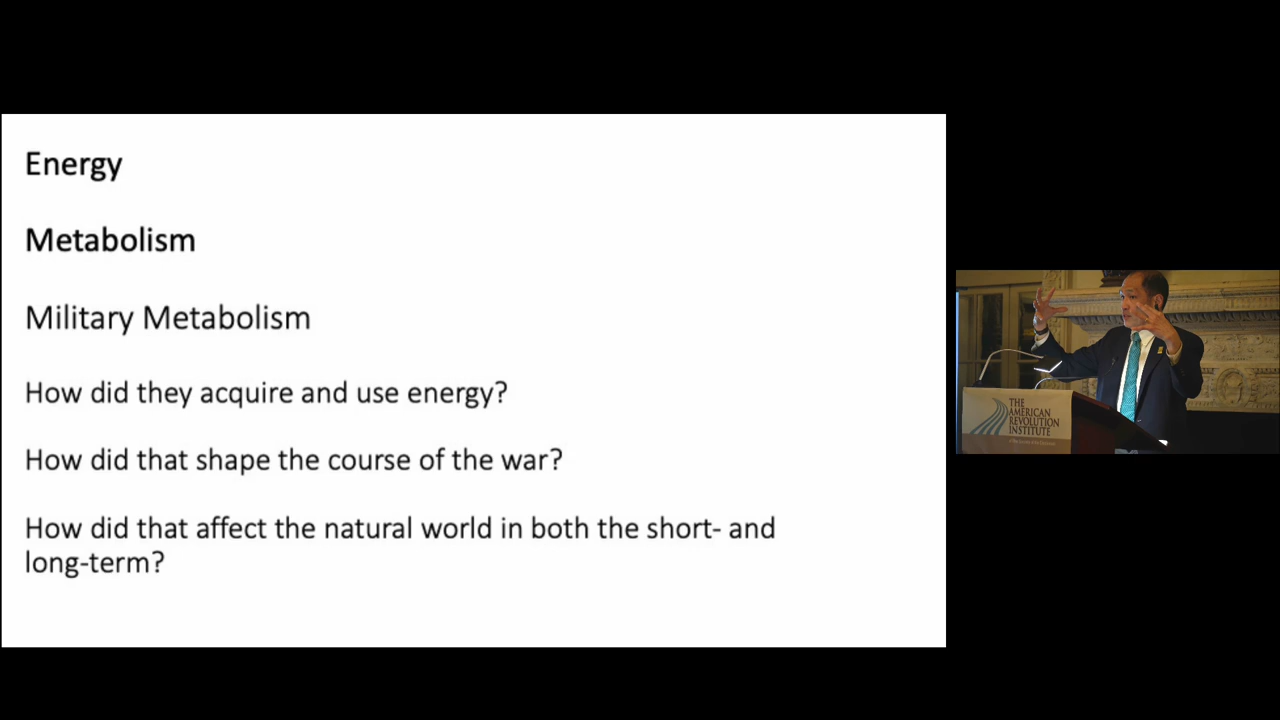 Energy
Metabolism
Military Metabolism
How did they acquire and use energy?
How did that shape the course of the war?
How did that affect the natural world in both the short- and
long-term?
THE
AMERICAN
REVOLUTION
INSTITUTE